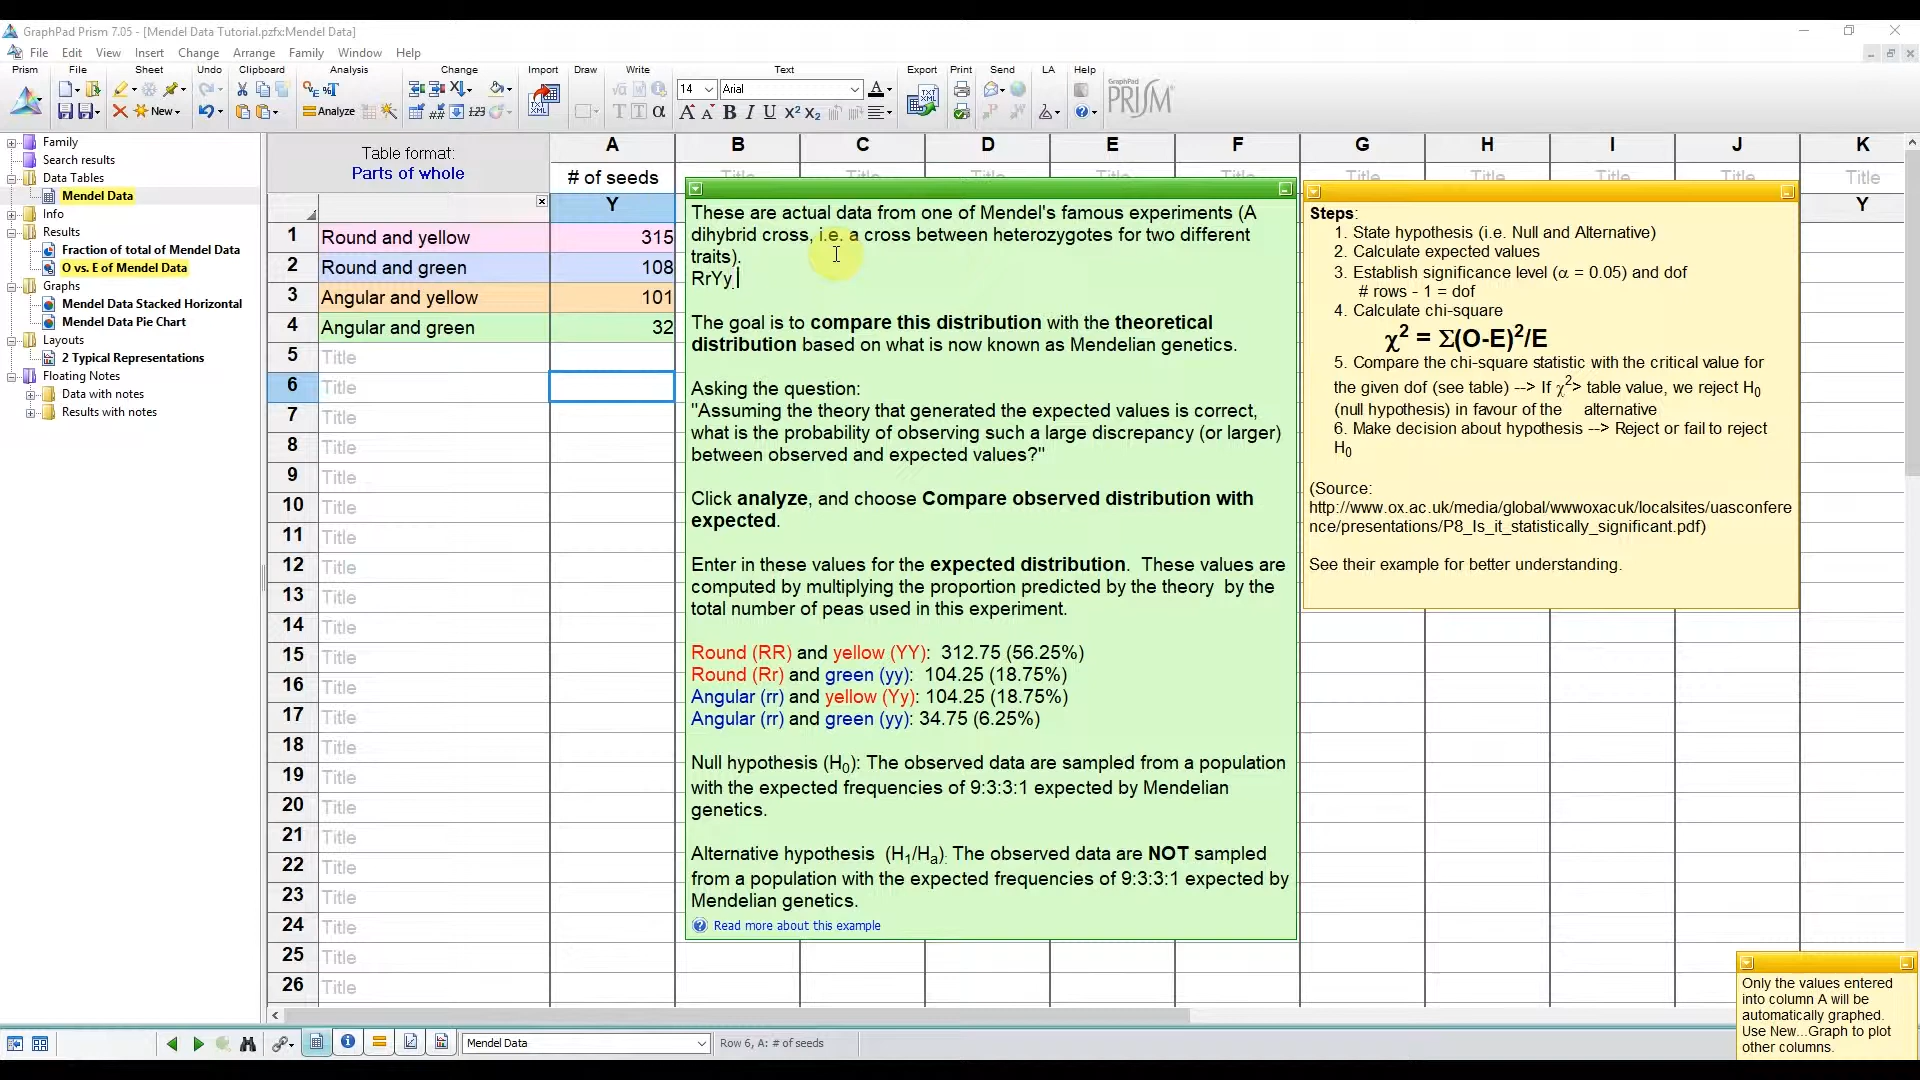 GraphPad Prism 7.05 - [Mendel Data Tutorial.pzfx:Mendel Data]
File Edit View Insert Change Arrange Family Window Help
Prism File Sheet Undo Clipboard Analysis Change Import Draw Write Text Export Print Send LA Help
14 Arial
New Analyze
GraphPad PRISM
Family
Search results
Data Tables
Mendel Data
Info
Results
Fraction of total of Mendel Data
O vs. E of Mendel Data
Graphs
Mendel Data Stacked Horizontal
Mendel Data Pie Chart
Layouts
2 Typical Representations
Floating Notes
Data with notes
Results with notes
Table format:
Parts of whole
A B C D E F G H I J K
# of seeds Title Title Title Title Title Title Title Title Title Title
Y Y
1 Round and yellow 315
2 Round and green 108
3 Angular and yellow 101
4 Angular and green 32
5 Title
6 Title
7 Title
8 Title
9 Title
10 Title
11 Title
12 Title
13 Title
14 Title
15 Title
16 Title
17 Title
18 Title
19 Title
20 Title
21 Title
22 Title
23 Title
24 Title
25 Title
26 Title
These are actual data from one of Mendel's famous experiments (A
dihybrid cross, i.e. a cross between heterozygotes for two different
traits).
RrYy
The goal is to compare this distribution with the theoretical
distribution based on what is now known as Mendelian genetics.
Asking the question:
"Assuming the theory that generated the expected values is correct,
what is the probability of observing such a large discrepancy (or larger)
between observed and expected values?"
Click analyze, and choose Compare observed distribution with
expected.
Enter in these values for the expected distribution. These values are
computed by multiplying the proportion predicted by the theory by the
total number of peas used in this experiment.
Round (RR) and yellow (YY): 312.75 (56.25%)
Round (Rr) and green (yy): 104.25 (18.75%)
Angular (rr) and yellow (Yy): 104.25 (18.75%)
Angular (rr) and green (yy): 34.75 (6.25%)
Null hypothesis (H0): The observed data are sampled from a population
with the expected frequencies of 9:3:3:1 expected by Mendelian
genetics.
Alternative hypothesis (H1/Ha): The observed data are NOT sampled
from a population with the expected frequencies of 9:3:3:1 expected by
Mendelian genetics.
Read more about this example
Steps:
1. State hypothesis (i.e. Null and Alternative)
2. Calculate expected values
3. Establish significance level (α = 0.05) and dof
# rows - 1 = dof
4. Calculate chi-square
χ² = Σ(O-E)²/E
5. Compare the chi-square statistic with the critical value for
the given dof (see table) --> If χ²> table value, we reject H0
(null hypothesis) in favour of the alternative
6. Make decision about hypothesis --> Reject or fail to reject
H0
(Source:
http://www.ox.ac.uk/media/global/wwwoxacuk/localsites/uasconfere
nce/presentations/P8_Is_it_statistically_significant.pdf)
See their example for better understanding.
Only the values entered
into column A will be
automatically graphed.
Use New...Graph to plot
other columns.
Mendel Data
Row 6, A: # of seeds